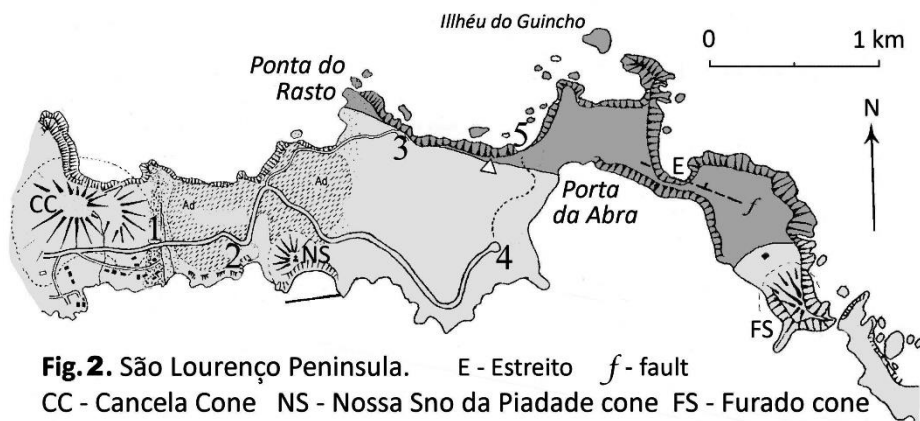 Illhéu do Guincho
0 1 km
Ponta do
Rasto
N
3
5
Ad
E
f
CC
Ad
1
2
NS
4
Porta
da Abra
FS
Fig.2. São Lourenço Peninsula. E - Estreito f - fault
CC - Cancela Cone NS - Nossa Sno da Piadade cone FS - Furado cone